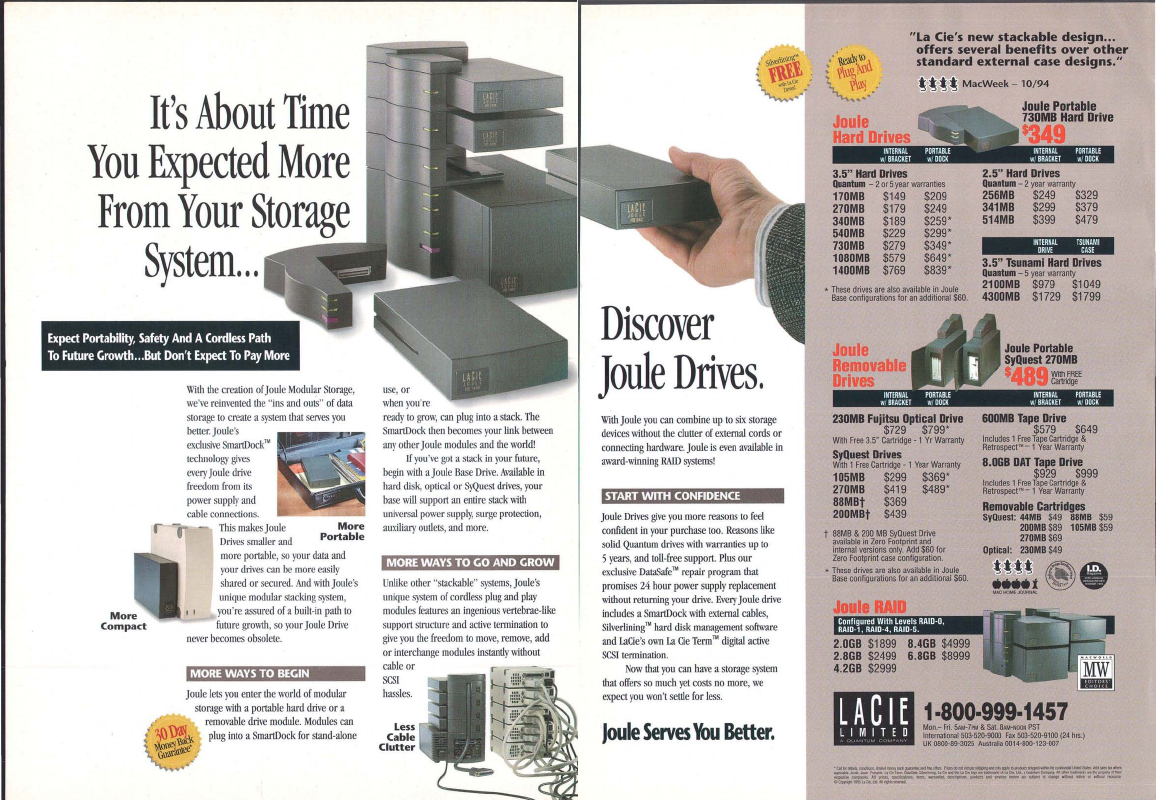 It's About Time
You Expected More
From Your Storage
System...
Expect Portability, Safety And A Cordless Path
To Future Growth...But Don't Expect To Pay More
With the creation of Joule Modular Storage,
we've reinvented the "ins and outs" of data
storage to create a system that serves you
better. Joule's
exclusive SmartDock™
technology gives
every Joule drive
freedom from its
power supply and
cable connections.
More
Portable
This makes Joule
Drives smaller and
more portable, so your data and
your drives can be more easily
shared or secured. And with Joule's
unique modular stacking system,
you're assured of a built-in path to
future growth, so your Joule Drive
never becomes obsolete.
More
Compact
MORE WAYS TO BEGIN
Joule lets you enter the world of modular
storage with a portable hard drive or a
removable drive module. Modules can
plug into a SmartDock for stand-alone
30 Day
Money Back
Guarantee*
use, or
when you're
ready to grow, can plug into a stack. The
SmartDock then becomes your link between
any other Joule modules and the world!
If you've got a stack in your future,
begin with a Joule Base Drive. Available in
hard disk, optical or SyQuest drives, your
base will support an entire stack with
universal power supply, surge protection,
auxiliary outlets, and more.
MORE WAYS TO GO AND GROW
Unlike other "stackable" systems, Joule's
unique system of cordless plug and play
modules features an ingenious vertebrae-like
support structure and active termination to
give you the freedom to move, remove, add
or interchange modules instantly without
cable or
SCSI
hassles.
Less
Cable
Clutter
LACIE
JOULE
LACIE
JOULE
Silverlining™
FREE
with La Cie
Drives!
Discover
Joule Drives.
With Joule you can combine up to six storage
devices without the clutter of external cords or
connecting hardware. Joule is even available in
award-winning RAID systems!
START WITH CONFIDENCE
Joule Drives give you more reasons to feel
confident in your purchase too. Reasons like
solid Quantum drives with warranties up to
5 years, and toll-free support. Plus our
exclusive DataSafe™ repair program that
promises 24 hour power supply replacement
without returning your drive. Every Joule drive
includes a SmartDock with external cables,
Silverlining™ hard disk management software
and LaCie's own La Cie Term™ digital active
SCSI termination.
Now that you can have a storage system
that offers so much yet costs no more, we
expect you won't settle for less.
Joule Serves You Better.
Ready to
Plug And
Play
"La Cie's new stackable design...
offers several benefits over other
standard external case designs."
MacWeek – 10/94
Joule
Hard Drives
Joule Portable
730MB Hard Drive
$349
INTERNAL w/ BRACKET PORTABLE w/ DOCK
3.5" Hard Drives
Quantum – 2 or 5 year warranties
170MB $149 $209
270MB $179 $249
340MB $189 $259*
540MB $229 $299*
730MB $279 $349*
1080MB $579 $649*
1400MB $769 $839*
* These drives are also available in Joule
Base configurations for an additional $60.
INTERNAL w/ BRACKET PORTABLE w/ DOCK
2.5" Hard Drives
Quantum – 2 year warranty
256MB $249 $329
341MB $299 $379
514MB $399 $479
INTERNAL DRIVE TSUNAMI CASE
3.5" Tsunami Hard Drives
Quantum – 5 year warranty
2100MB $979 $1049
4300MB $1729 $1799
Joule
Removable
Drives
Joule Portable
SyQuest 270MB
$489 With FREE
Cartridge
INTERNAL w/ BRACKET PORTABLE w/ DOCK
230MB Fujitsu Optical Drive
$729 $799*
With Free 3.5" Cartridge - 1 Yr Warranty
SyQuest Drives
With 1 Free Cartridge - 1 Year Warranty
105MB $299 $369*
270MB $419 $489*
88MB† $369
200MB† $439
† 88MB & 200 MB SyQuest Drive
available in Zero Footprint and
internal versions only. Add $60 for
Zero Footprint case configuration.
* These drives are also available in Joule
Base configurations for an additional $60.
INTERNAL w/ BRACKET PORTABLE w/ DOCK
600MB Tape Drive
$579 $649
Includes 1 Free Tape Cartridge &
Retrospect™ – 1 Year Warranty
8.0GB DAT Tape Drive
$929 $999
Includes 1 Free Tape Cartridge &
Retrospect™ - 1 Year Warranty
Removable Cartridges
SyQuest: 44MB $49 88MB $59
200MB $89 105MB $59
270MB $69
Optical: 230MB $49
MAC HOME JOURNAL
I.D.
Joule RAID
Configured With Levels RAID-0,
RAID-1, RAID-4, RAID-5.
2.0GB $1899 8.4GB $4999
2.8GB $2499 6.8GB $8999
4.2GB $2999
MACWORLD
MW
EDITORS'
CHOICE
LACIE
LIMITED
A QUANTUM COMPANY
1-800-999-1457
Mon.– Fri. 5AM-7PM & Sat. 8AM-NOON PST
International 503-520-9000 Fax 503-520-9100 (24 hrs.)
UK 0800-89-3025 Australia 0014-800-123-007